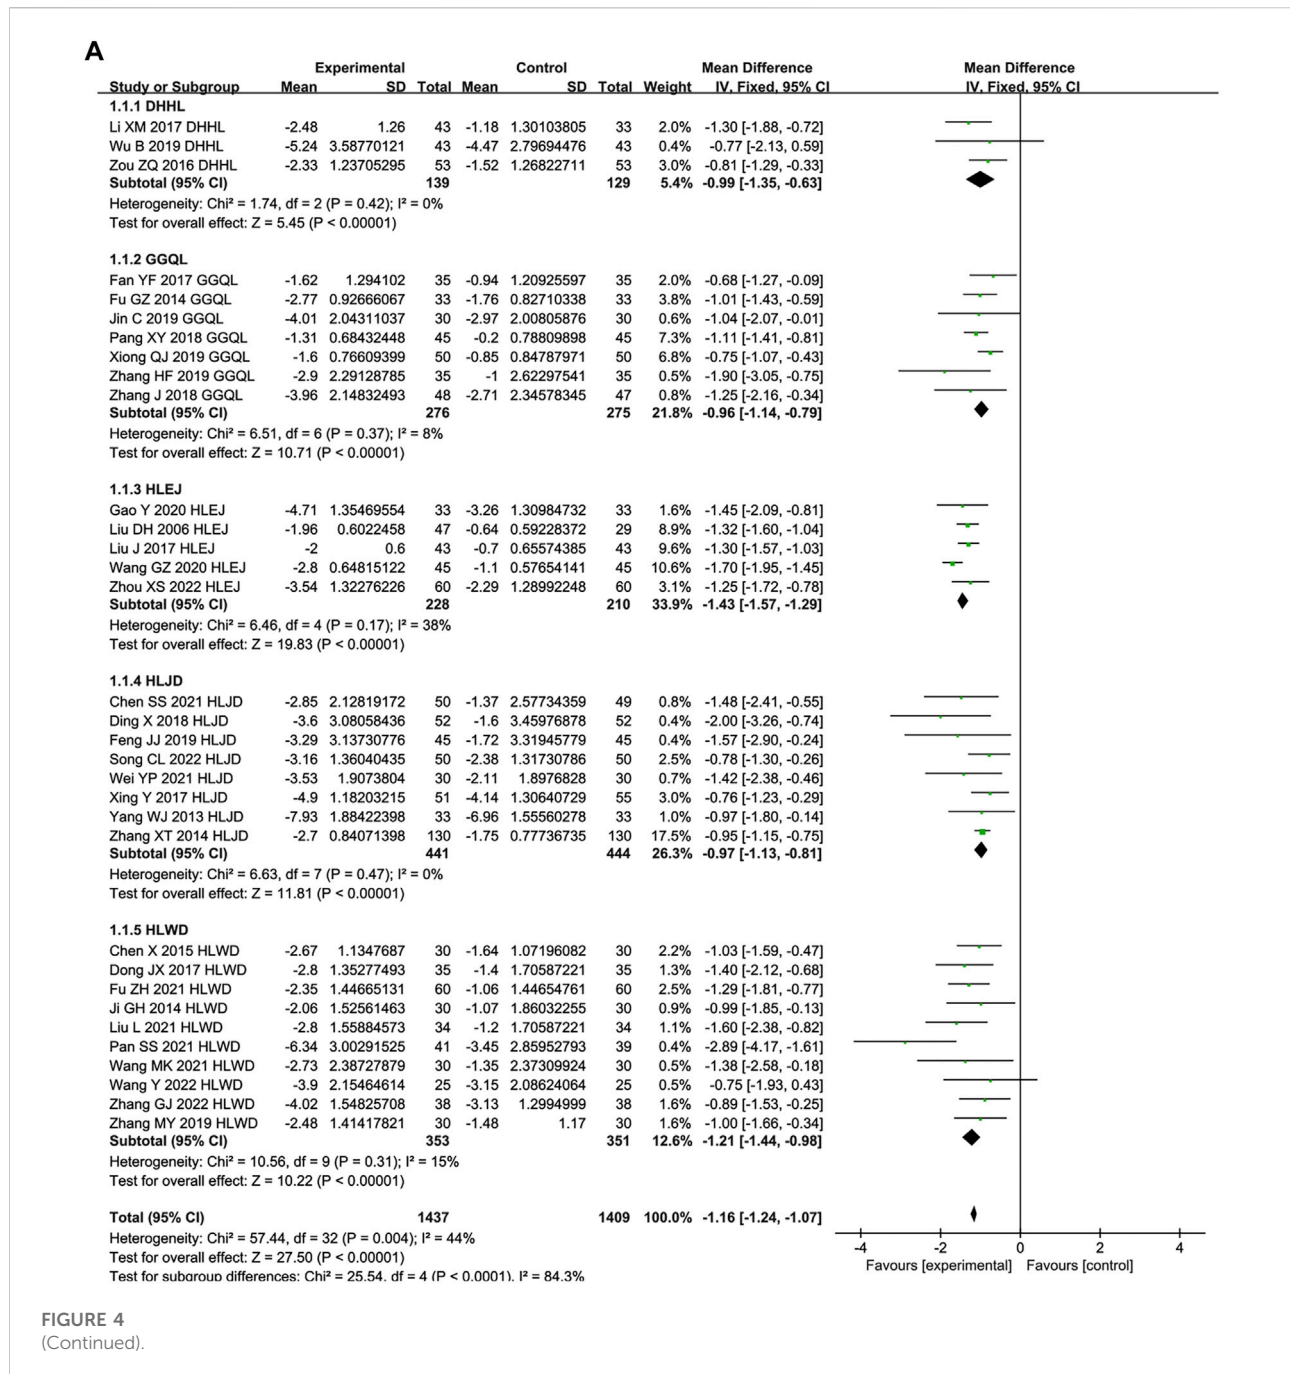 A
Experimental Control Mean Difference Mean Difference
Study or Subgroup Mean SD Total Mean SD Total Weight IV, Fixed, 95% CI IV, Fixed, 95% CI
1.1.1 DHHL
Li XM 2017 DHHL -2.48 1.26 43 -1.18 1.30103805 33 2.0% -1.30 [-1.88, -0.72]
Wu B 2019 DHHL -5.24 3.58770121 43 -4.47 2.79694476 43 0.4% -0.77 [-2.13, 0.59]
Zou ZQ 2016 DHHL -2.33 1.23705295 53 -1.52 1.26822711 53 3.0% -0.81 [-1.29, -0.33]
Subtotal (95% CI) 139 129 5.4% -0.99 [-1.35, -0.63]
Heterogeneity: Chi² = 1.74, df = 2 (P = 0.42); I² = 0%
Test for overall effect: Z = 5.45 (P < 0.00001)
1.1.2 GGQL
Fan YF 2017 GGQL -1.62 1.294102 35 -0.94 1.20925597 35 2.0% -0.68 [-1.27, -0.09]
Fu GZ 2014 GGQL -2.77 0.92666067 33 -1.76 0.82710338 33 3.8% -1.01 [-1.43, -0.59]
Jin C 2019 GGQL -4.01 2.04311037 30 -2.97 2.00805876 30 0.6% -1.04 [-2.07, -0.01]
Pang XY 2018 GGQL -1.31 0.68432448 45 -0.2 0.78809898 45 7.3% -1.11 [-1.41, -0.81]
Xiong QJ 2019 GGQL -1.6 0.76609399 50 -0.85 0.84787971 50 6.8% -0.75 [-1.07, -0.43]
Zhang HF 2019 GGQL -2.9 2.29128785 35 -1 2.62297541 35 0.5% -1.90 [-3.05, -0.75]
Zhang J 2018 GGQL -3.96 2.14832493 48 -2.71 2.34578345 47 0.9% -1.25 [-2.16, -0.34]
Subtotal (95% CI) 276 275 21.8% -0.96 [-1.14, -0.79]
Heterogeneity: Chi² = 6.51, df = 6 (P = 0.37); I² = 8%
Test for overall effect: Z = 10.71 (P < 0.00001)
1.1.3 HLEJ
Gao Y 2020 HLEJ -4.71 1.35469554 33 -3.26 1.30984732 33 1.6% -1.45 [-2.09, -0.81]
Liu DH 2006 HLEJ -1.96 0.6022458 47 -0.64 0.59228372 29 8.9% -1.32 [-1.60, -1.04]
Liu J 2017 HLEJ -2 0.6 43 -0.7 0.65574385 43 9.6% -1.30 [-1.57, -1.03]
Wang GZ 2020 HLEJ -2.8 0.64815122 45 -1.1 0.57654141 45 10.6% -1.70 [-1.95, -1.45]
Zhou XS 2022 HLEJ -3.54 1.32276226 60 -2.29 1.28992248 60 3.1% -1.25 [-1.72, -0.78]
Subtotal (95% CI) 228 210 33.9% -1.43 [-1.57, -1.29]
Heterogeneity: Chi² = 6.46, df = 4 (P = 0.17); I² = 38%
Test for overall effect: Z = 19.83 (P < 0.00001)
1.1.4 HLJD
Chen SS 2021 HLJD -2.85 2.12819172 50 -1.37 2.57734359 49 0.8% -1.48 [-2.41, -0.55]
Ding X 2018 HLJD -3.6 3.08058436 52 -1.6 3.45976878 52 0.4% -2.00 [-3.26, -0.74]
Feng JJ 2019 HLJD -3.29 3.13730776 45 -1.72 3.31945779 45 0.4% -1.57 [-2.90, -0.24]
Song CL 2022 HLJD -3.16 1.36040435 50 -2.38 1.31730786 50 2.5% -0.78 [-1.30, -0.26]
Wei YP 2021 HLJD -3.53 1.9073804 30 -2.11 1.8976828 30 0.7% -1.42 [-2.38, -0.46]
Xing Y 2017 HLJD -4.9 1.18203215 51 -4.14 1.30640729 55 3.0% -0.76 [-1.23, -0.29]
Yang WJ 2013 HLJD -7.93 1.88422398 33 -6.96 1.55560278 33 1.0% -0.97 [-1.80, -0.14]
Zhang XT 2014 HLJD -2.7 0.84071398 130 -1.75 0.77736735 130 17.5% -0.95 [-1.15, -0.75]
Subtotal (95% CI) 441 444 26.3% -0.97 [-1.13, -0.81]
Heterogeneity: Chi² = 6.63, df = 7 (P = 0.47); I² = 0%
Test for overall effect: Z = 11.81 (P < 0.00001)
1.1.5 HLWD
Chen X 2015 HLWD -2.67 1.1347687 30 -1.64 1.07196082 30 2.2% -1.03 [-1.59, -0.47]
Dong JX 2017 HLWD -2.8 1.35277493 35 -1.4 1.70587221 35 1.3% -1.40 [-2.12, -0.68]
Fu ZH 2021 HLWD -2.35 1.44665131 60 -1.06 1.44654761 60 2.5% -1.29 [-1.81, -0.77]
Ji GH 2014 HLWD -2.06 1.52561463 30 -1.07 1.86032255 30 0.9% -0.99 [-1.85, -0.13]
Liu L 2021 HLWD -2.8 1.55884573 34 -1.2 1.70587221 34 1.1% -1.60 [-2.38, -0.82]
Pan SS 2021 HLWD -6.34 3.00291525 41 -3.45 2.85952793 39 0.4% -2.89 [-4.17, -1.61]
Wang MK 2021 HLWD -2.73 2.38727879 30 -1.35 2.37309924 30 0.5% -1.38 [-2.58, -0.18]
Wang Y 2022 HLWD -3.9 2.15464614 25 -3.15 2.08624064 25 0.5% -0.75 [-1.93, 0.43]
Zhang GJ 2022 HLWD -4.02 1.54825708 38 -3.13 1.2994999 38 1.6% -0.89 [-1.53, -0.25]
Zhang MY 2019 HLWD -2.48 1.41417821 30 -1.48 1.17 30 1.6% -1.00 [-1.66, -0.34]
Subtotal (95% CI) 353 351 12.6% -1.21 [-1.44, -0.98]
Heterogeneity: Chi² = 10.56, df = 9 (P = 0.31); I² = 15%
Test for overall effect: Z = 10.22 (P < 0.00001)
Total (95% CI) 1437 1409 100.0% -1.16 [-1.24, -1.07]
Heterogeneity: Chi² = 57.44, df = 32 (P = 0.004); I² = 44%
Test for overall effect: Z = 27.50 (P < 0.00001)
Test for subgroup differences: Chi² = 25.54, df = 4 (P < 0.0001), I² = 84.3%
-4 -2 0 2 4
Favours [experimental] Favours [control]
FIGURE 4
(Continued).